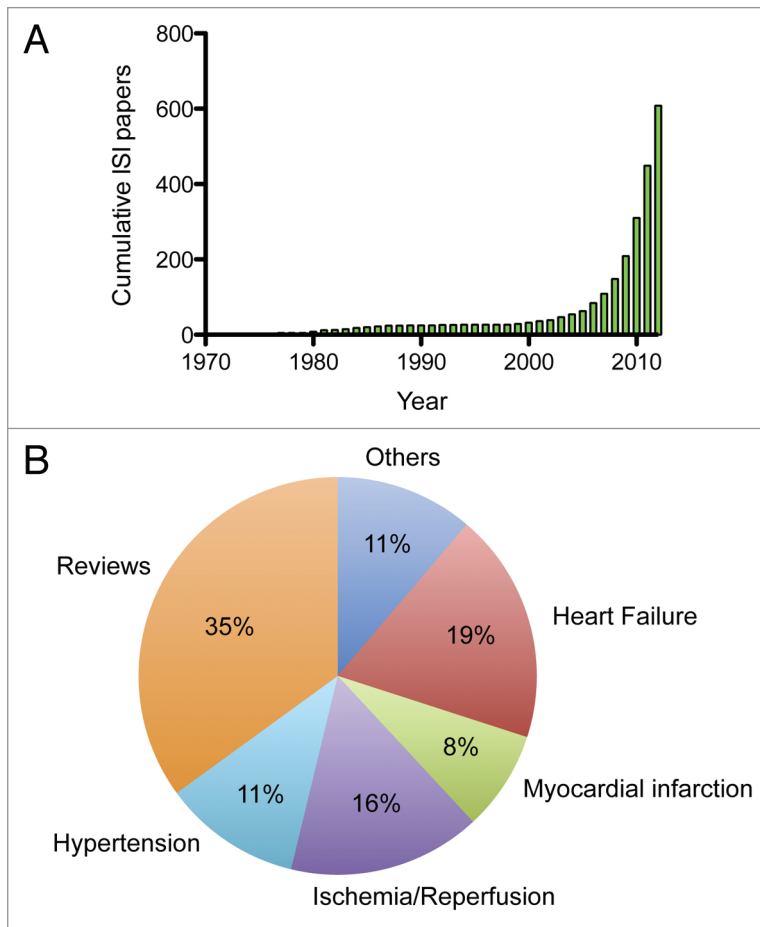 A
Cumulative ISI papers
800
600
400
200
0
1970
1980
1990
2000
2010
Year
B
Others
11%
Reviews
35%
Heart Failure
19%
8%
Myocardial infarction
11%
16%
Hypertension
Ischemia/Reperfusion